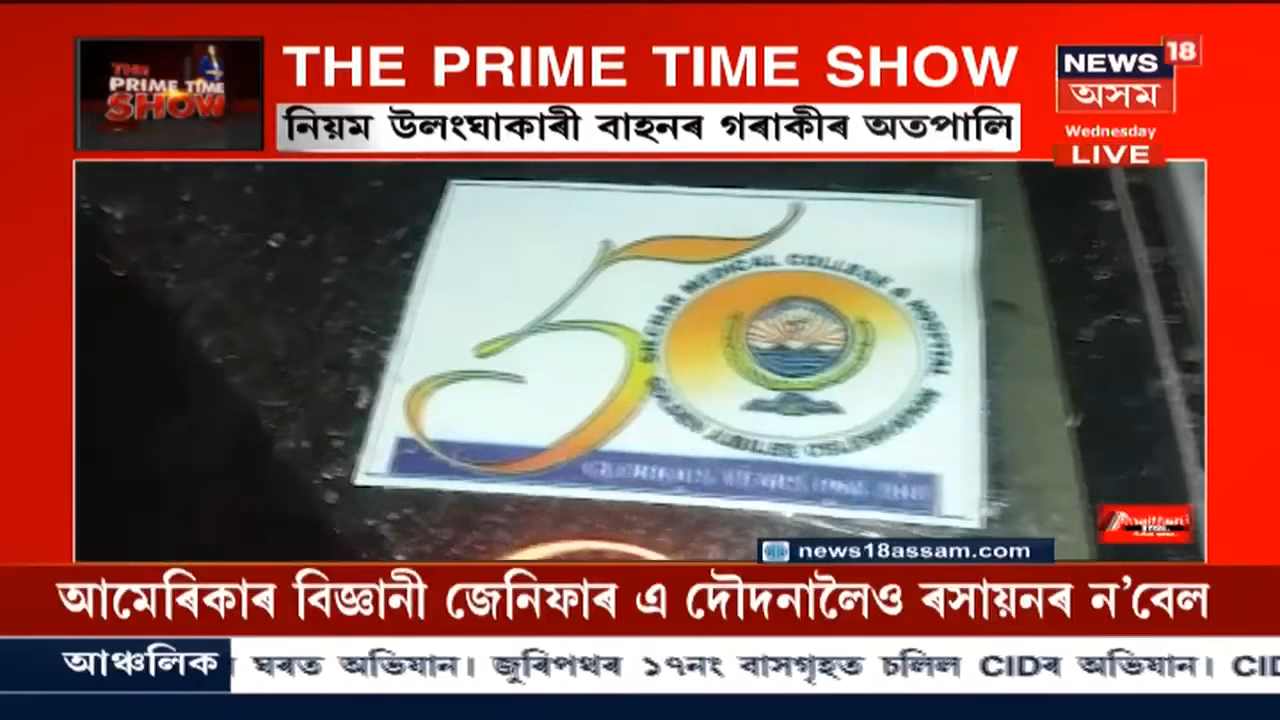 THE PRIME TIME SHOW
THE
PRIME TIME
SHOW
নিয়ম উলংঘাকাৰী বাহনৰ গৰাকীৰ অতপালি
NEWS 18
অসম
Wednesday
LIVE
50
SILCHAR MEDICAL COLLEGE & HOSPITAL
news18assam.com
আমেৰিকাৰ বিজ্ঞানী জেনিফাৰ এ দৌদনালৈও ৰসায়নৰ ন'বেল
আঞ্চলিক
ঘৰত অভিযান। জুৰিপথৰ ১৭নং বাসগৃহত চলিল CIDৰ অভিযান। CID